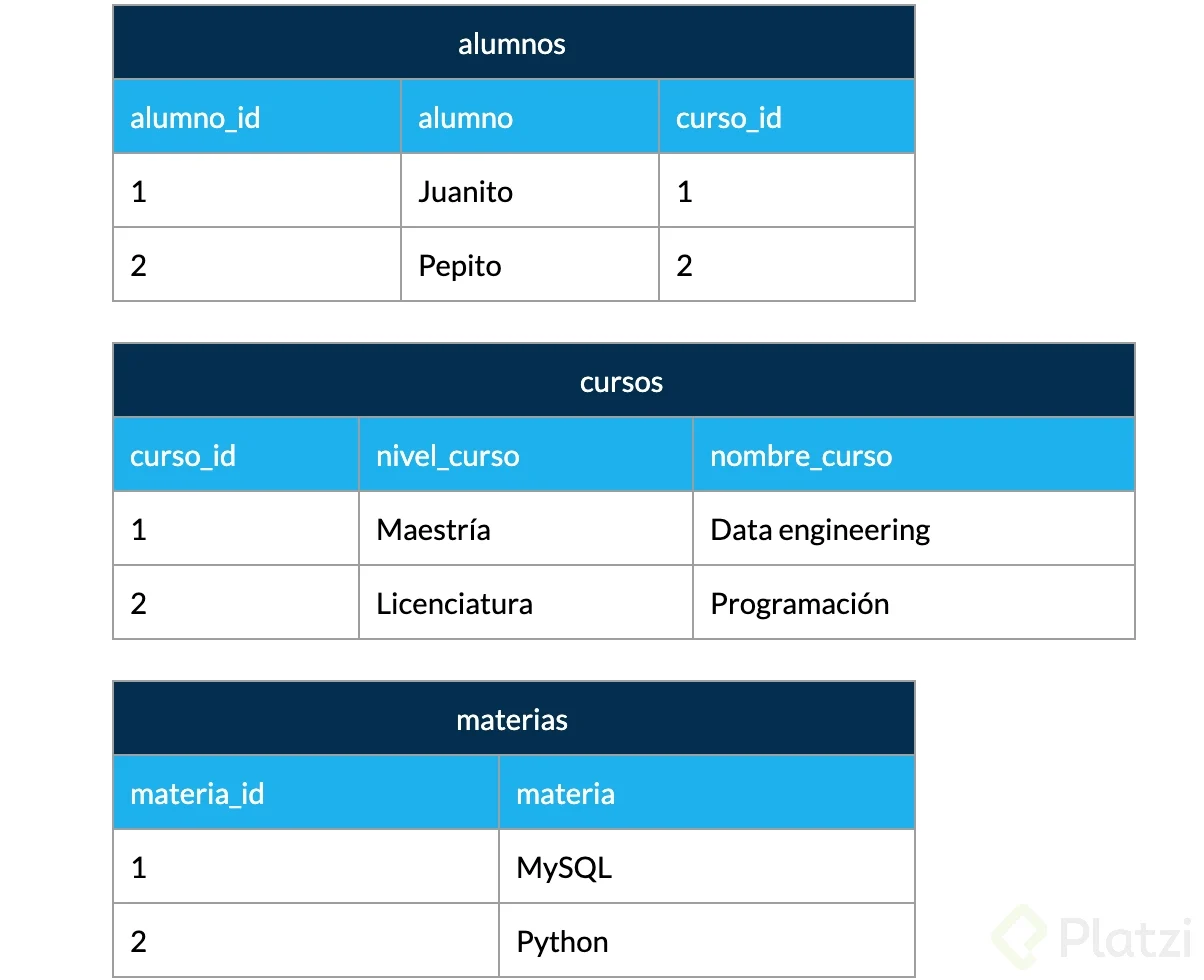 alumnos
alumno_id alumno curso_id
1 Juanito 1
2 Pepito 2
cursos
curso_id nivel_curso nombre_curso
1 Maestría Data engineering
2 Licenciatura Programación
materias
materia_id materia
1 MySQL
2 Python
Platzi